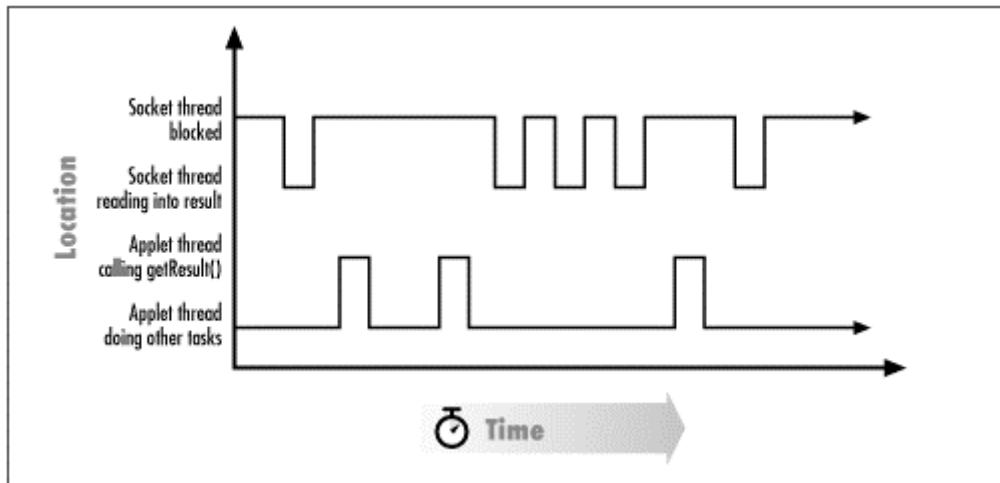 Socket thread
blocked
Socket thread
reading into result
Applet thread
calling getResult()
Applet thread
doing other tasks
Location
Time